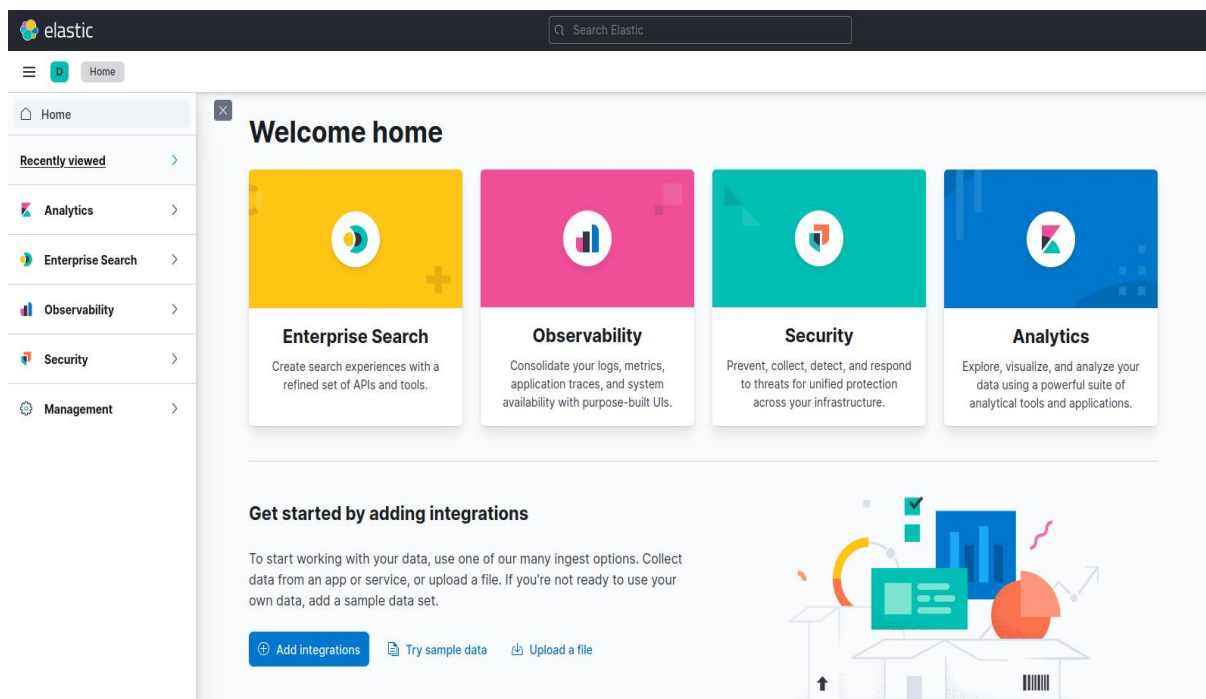 elastic
Search Elastic
D
Home
Home
Recently viewed
Analytics
Enterprise Search
Observability
Security
Management
Welcome home
Enterprise Search
Create search experiences with a
refined set of APIs and tools.
Observability
Consolidate your logs, metrics,
application traces, and system
availability with purpose-built UIs.
Security
Prevent, collect, detect, and respond
to threats for unified protection
across your infrastructure.
Analytics
Explore, visualize, and analyze your
data using a powerful suite of
analytical tools and applications.
Get started by adding integrations
To start working with your data, use one of our many ingest options. Collect
data from an app or service, or upload a file. If you're not ready to use your
own data, add a sample data set.
Add integrations
Try sample data
Upload a file